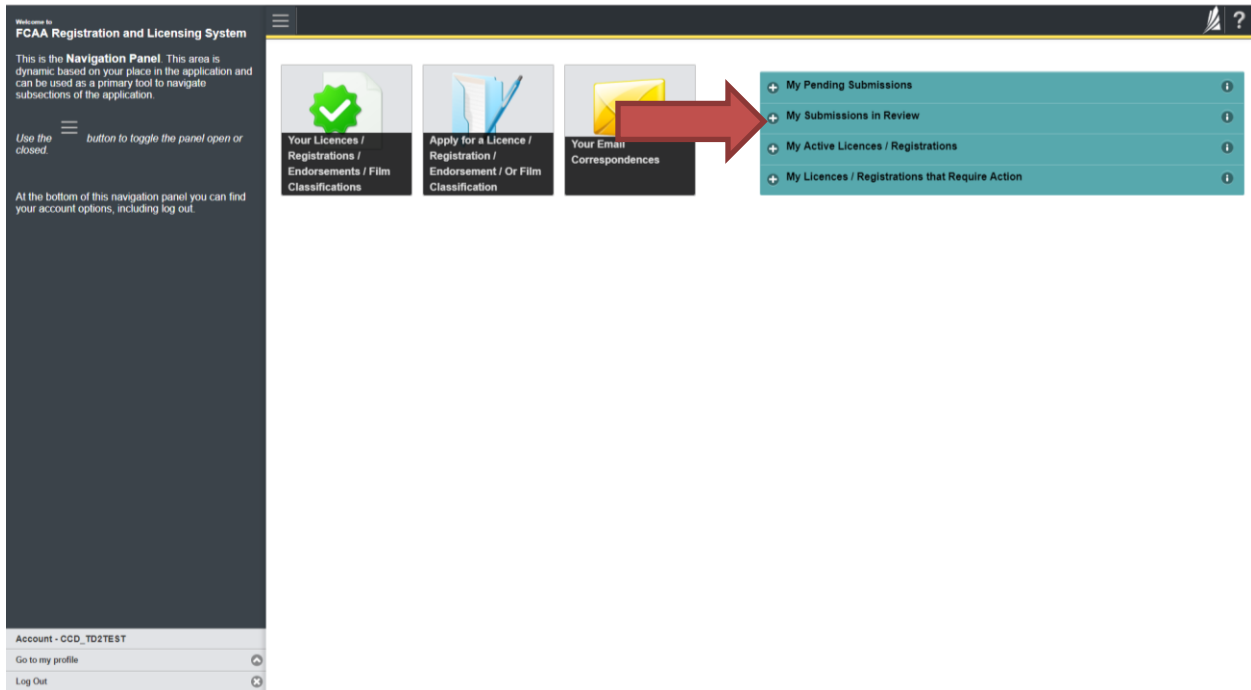 Welcome to
FCAA Registration and Licensing System
This is the Navigation Panel. This area is
dynamic based on your place in the application and
can be used as a primary tool to navigate
subsections of the application.
Use the button to toggle the panel open or
closed.
At the bottom of this navigation panel you can find
your account options, including log out.
Account - CCD_TD2TEST
Go to my profile
Log Out
?
Your Licences /
Registrations /
Endorsements / Film
Classifications
Apply for a Licence /
Registration /
Endorsement / Or Film
Classification
Your Email
Correspondences
My Pending Submissions
My Submissions in Review
My Active Licences / Registrations
My Licences / Registrations that Require Action